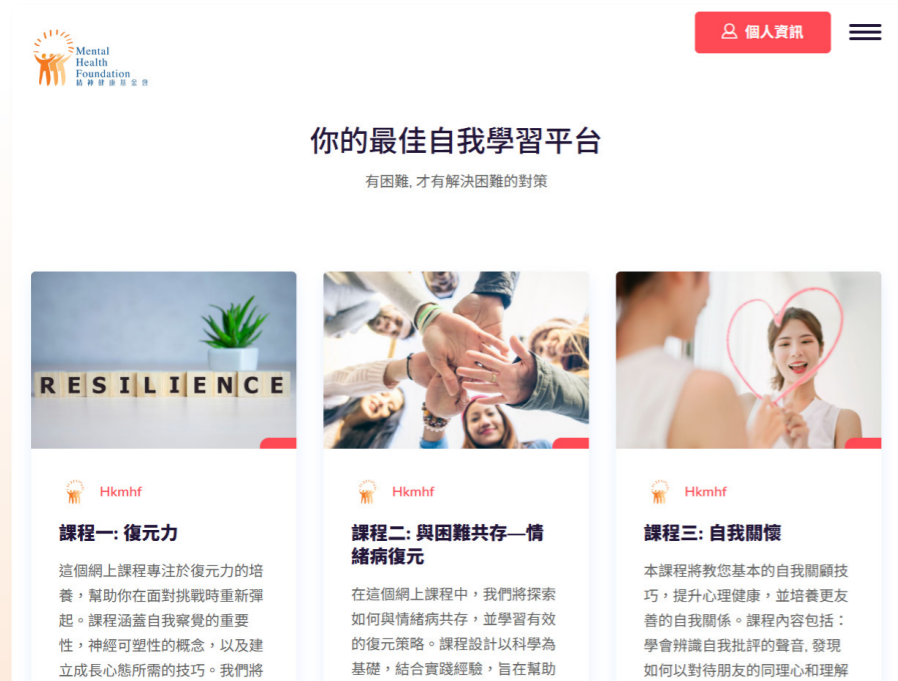 Mental
Health
Foundation
精神健康基金會
個人資訊
你的最佳自我學習平台
有困難, 才有解決困難的對策
RESILIENCE
Hkmhf
課程一: 復元力
這個網上課程專注於復元力的培
養，幫助你在面對挑戰時重新彈
起。課程涵蓋自我察覺的重要
性，神經可塑性的概念，以及建
立成長心態所需的技巧。我們將
Hkmhf
課程二: 與困難共存—情
緒病復元
在這個網上課程中，我們將探索
如何與情緒病共存，並學習有效
的復元策略。課程設計以科學為
基礎，結合實踐經驗，旨在幫助
Hkmhf
課程三: 自我關懷
本課程將教您基本的自我關顧技
巧，提升心理健康，並培養更友
善的自我關係。課程內容包括：
學會辨識自我批評的聲音, 發現
如何以對待朋友的同理心和理解